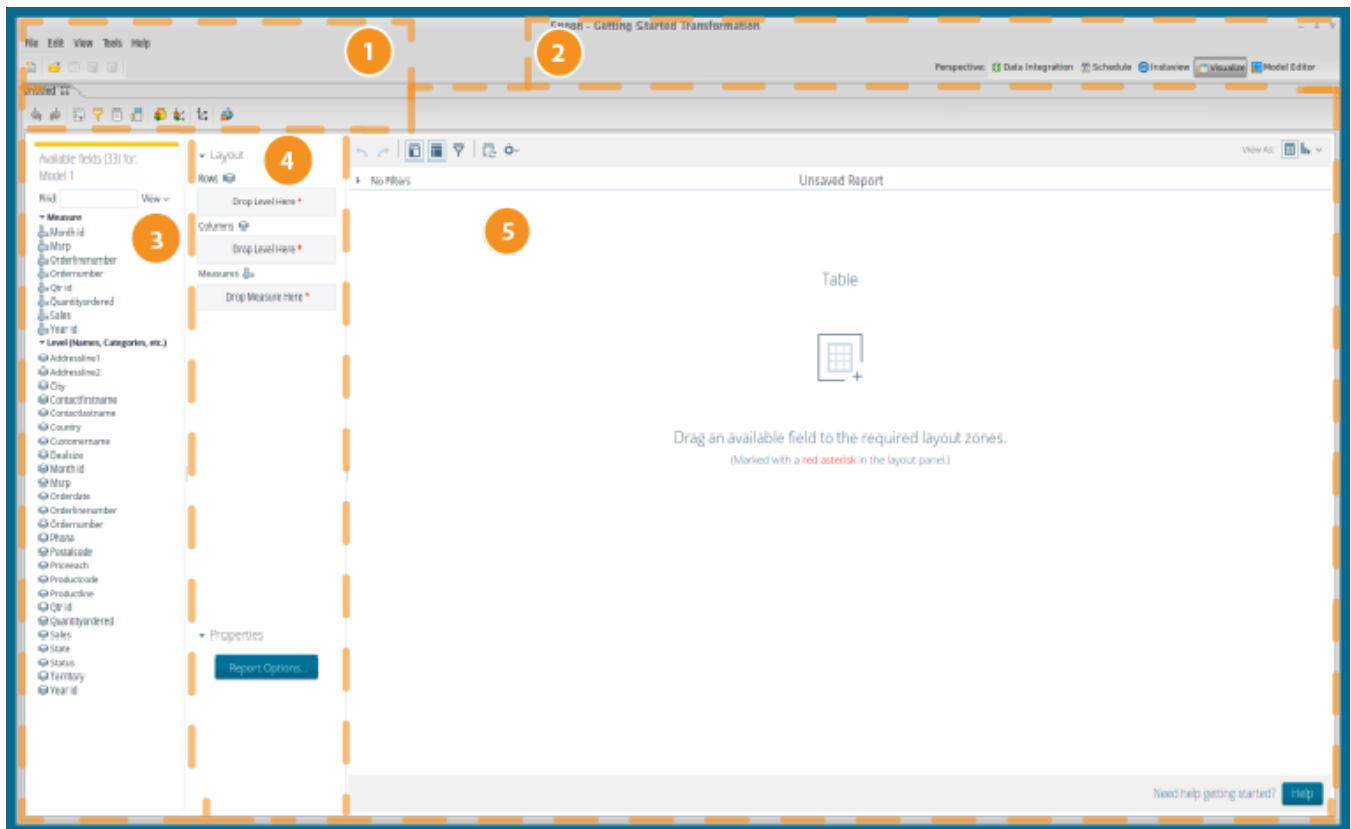 Spoon - Getting Started Transformation
File Edit View Tools Help
1
2
Perspective: Data Integration Schedule Instaview Visualize Model Editor
Untitled
Available fields (33) for:
Model 1
Find: View
Measure
Month id
Msrp
Orderlinenumber
Ordernumber
Qtr id
Quantityordered
Sales
Year id
Level (Names, Categories, etc.)
Addressline1
Addressline2
City
Contactfirstname
Contactlastname
Country
Customername
Dealsize
Month id
Msrp
Orderdate
Orderlinenumber
Ordernumber
Phone
Postalcode
Priceeach
Productcode
Productline
Qtr id
Quantityordered
Sales
State
Status
Territory
Year id
3
Layout
4
Rows
Drop Level Here *
Columns
Drop Level Here *
Measures
Drop Measure Here *
Properties
Report Options...
View As:
No Filters
Unsaved Report
5
Table
Drag an available field to the required layout zones.
(Marked with a red asterisk in the layout panel.)
Need help getting started? Help